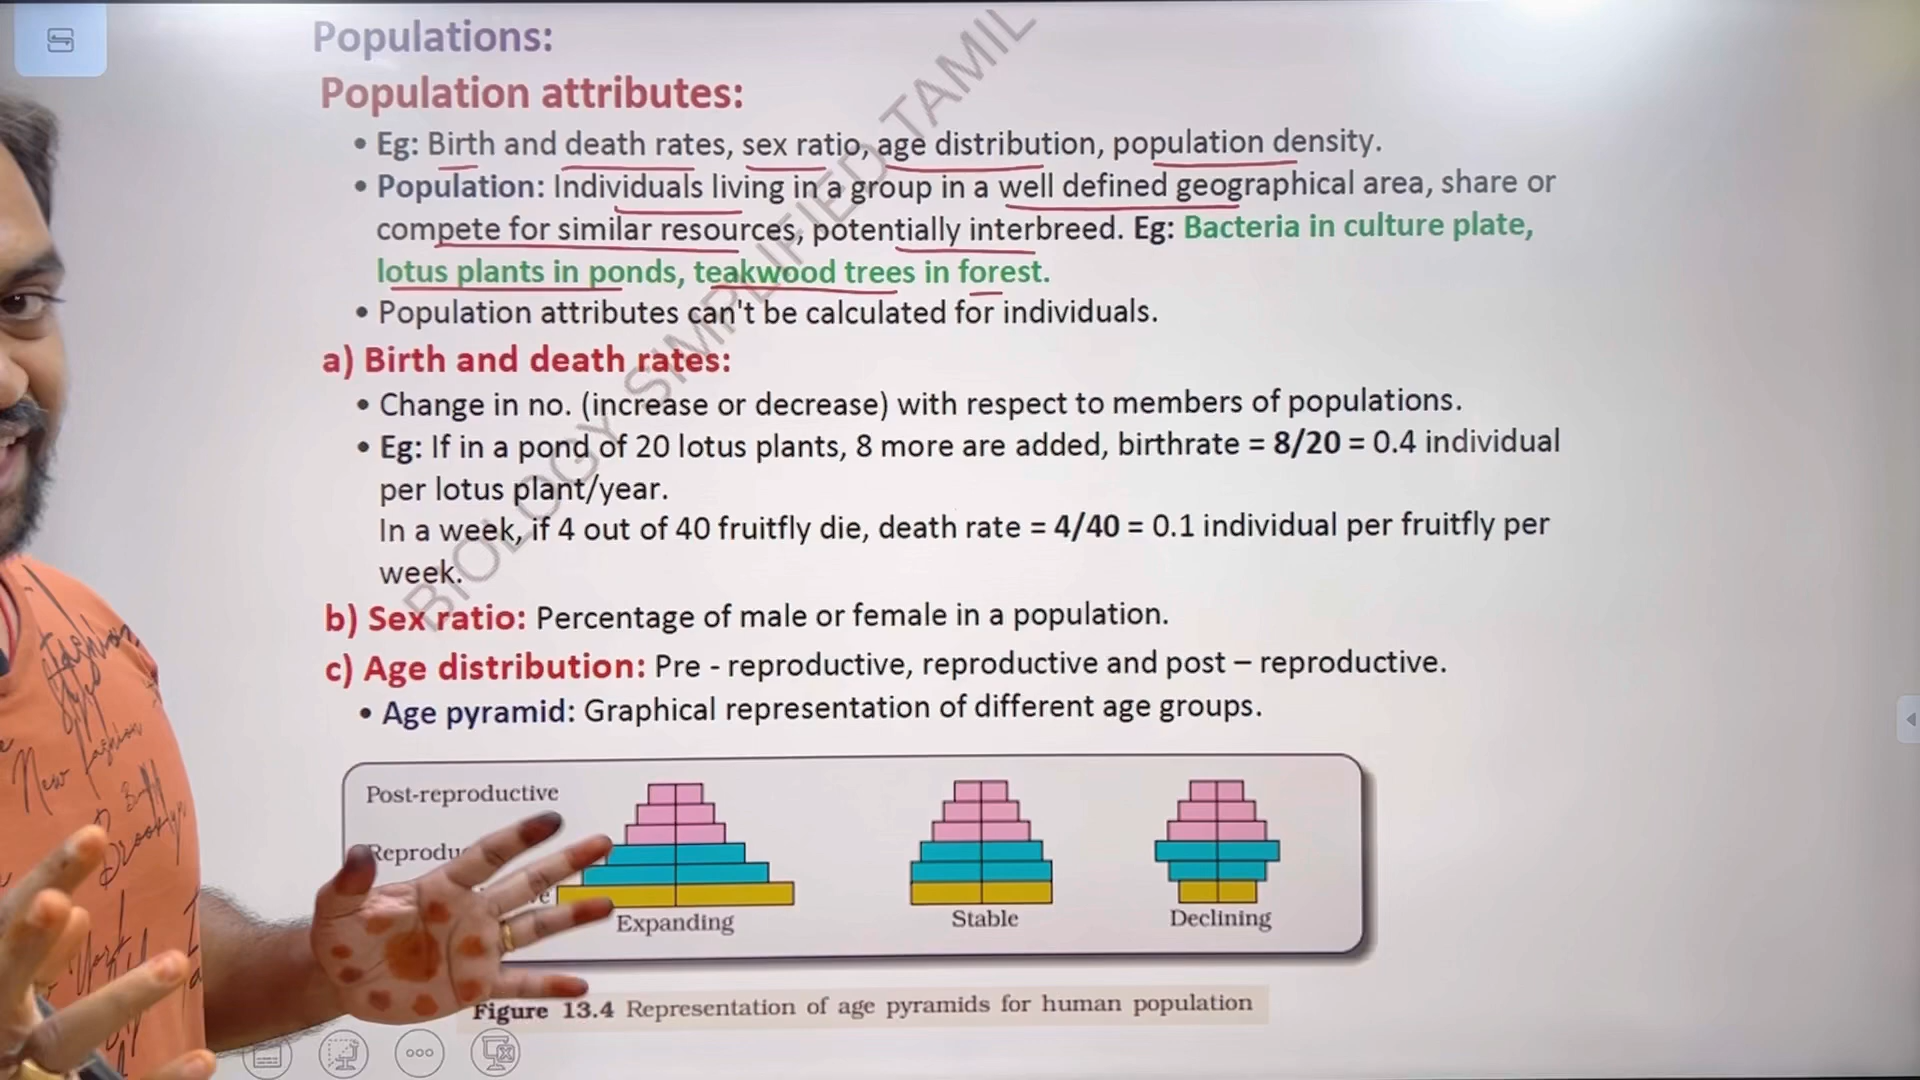 Populations:
Population attributes:
• Eg: Birth and death rates, sex ratio, age distribution, population density.
• Population: Individuals living in a group in a well defined geographical area, share or
compete for similar resources, potentially interbreed. Eg: Bacteria in culture plate,
lotus plants in ponds, teakwood trees in forest.
• Population attributes can't be calculated for individuals.
a) Birth and death rates:
• Change in no. (increase or decrease) with respect to members of populations.
• Eg: If in a pond of 20 lotus plants, 8 more are added, birthrate = 8/20 = 0.4 individual
per lotus plant/year.
In a week, if 4 out of 40 fruitfly die, death rate = 4/40 = 0.1 individual per fruitfly per
week.
b) Sex ratio: Percentage of male or female in a population.
c) Age distribution: Pre - reproductive, reproductive and post – reproductive.
• Age pyramid: Graphical representation of different age groups.
Post-reproductive
Expanding
Stable
Declining
Figure 13.4 Representation of age pyramids for human population
BIOLOGY SIMPLIFIED TAMIL
New fashion
Brooklyn